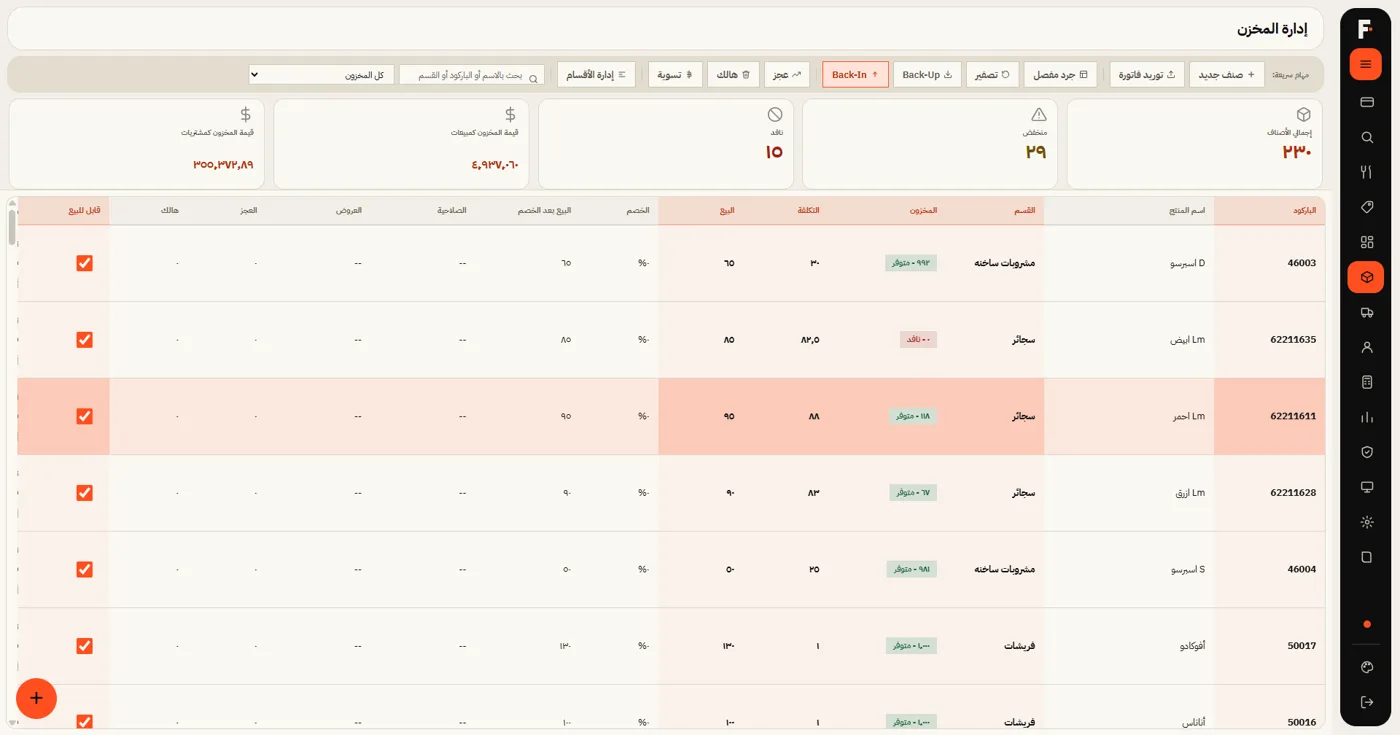 F
إدارة المخزن
مهام سريعة: صنف جديد توريد فاتورة جرد مفصل تصفير Back-Up Back-In عجز هالك تسوية إدارة الأقسام بحث بالاسم أو الباركود أو القسم كل المخزون
إجمالي الأصناف
٢٣٠
منخفض
٢٩
نافد
١٥
قيمة المخزون كمبيعات
٤,٩٣٧,٠٦٠
قيمة المخزون كمشتريات
٣٥٥,٣٧٢,٨٩
الباركود اسم المنتج القسم المخزون التكلفة البيع الخصم البيع بعد الخصم الصلاحية العروض العجز هالك قابل للبيع
46003 D اسبرسو مشروبات ساخنه ٩٩٢ - متوفر ٣٠ ٦٥ ٠% ٦٥ -- -- ٠ ٠
62211635 Lm ابيض سجائر ٠ - نافد ٨٢,٥ ٨٥ ٠% ٨٥ -- -- ٠ ٠
62211611 Lm احمر سجائر ١١٨ - متوفر ٨٨ ٩٥ ٠% ٩٥ -- -- ٠ ٠
62211628 Lm ازرق سجائر ٦٧ - متوفر ٨٣ ٩٠ ٠% ٩٠ -- -- ٠ ٠
46004 S اسبرسو مشروبات ساخنه ٩٨١ - متوفر ٢٥ ٥٠ ٠% ٥٠ -- -- ٠ ٠
50017 أفوكادو فريشات ١,٠٠٠ - متوفر ١ ١٣٠ ٠% ١٣٠ -- -- ٠ ٠
50016 أناناس فريشات ١,٠٠٠ - متوفر ١ ١٠٠ ٠% ١٠٠ -- -- ٠ ٠